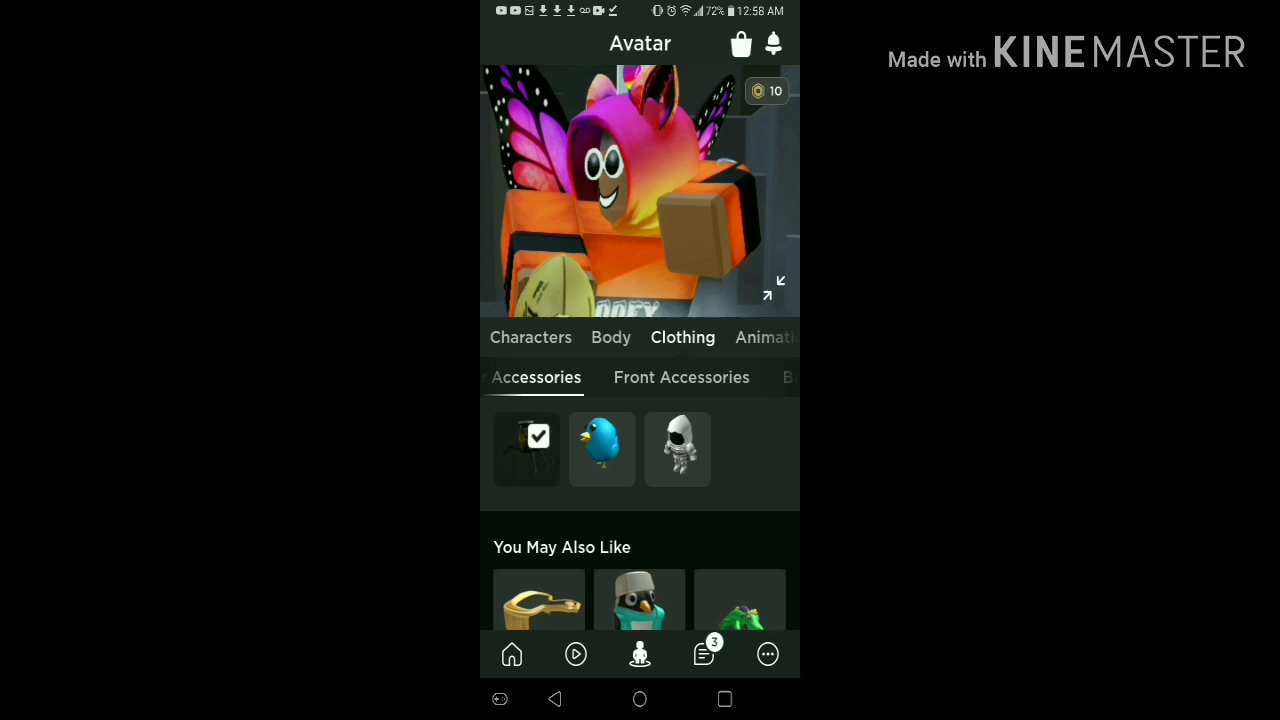 72% 12:58 AM
Avatar
Made with KINEMASTER
10
Characters Body Clothing Animati
Accessories Front Accessories
You May Also Like
3